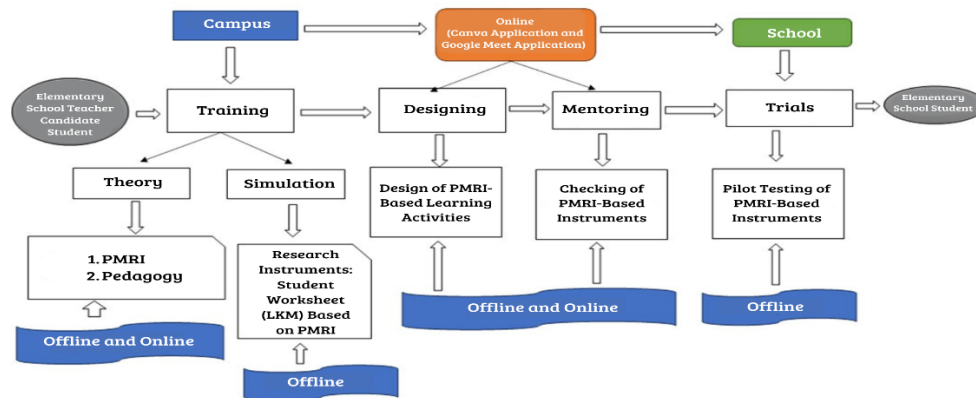 Campus
Online
(Canva Application and
Google Meet Application)
School
Elementary
School Teacher
Candidate
Student
Training
Designing
Mentoring
Trials
Elementary
School Student
Theory
Simulation
Design of PMRI-
Based Learning
Activities
Checking of
PMRI-Based
Instruments
Pilot Testing of
PMRI-Based
Instruments
1. PMRI
2. Pedagogy
Research
Instruments:
Student
Worksheet
(LKM) Based
on PMRI
Offline and Online
Offline
Offline and Online
Offline